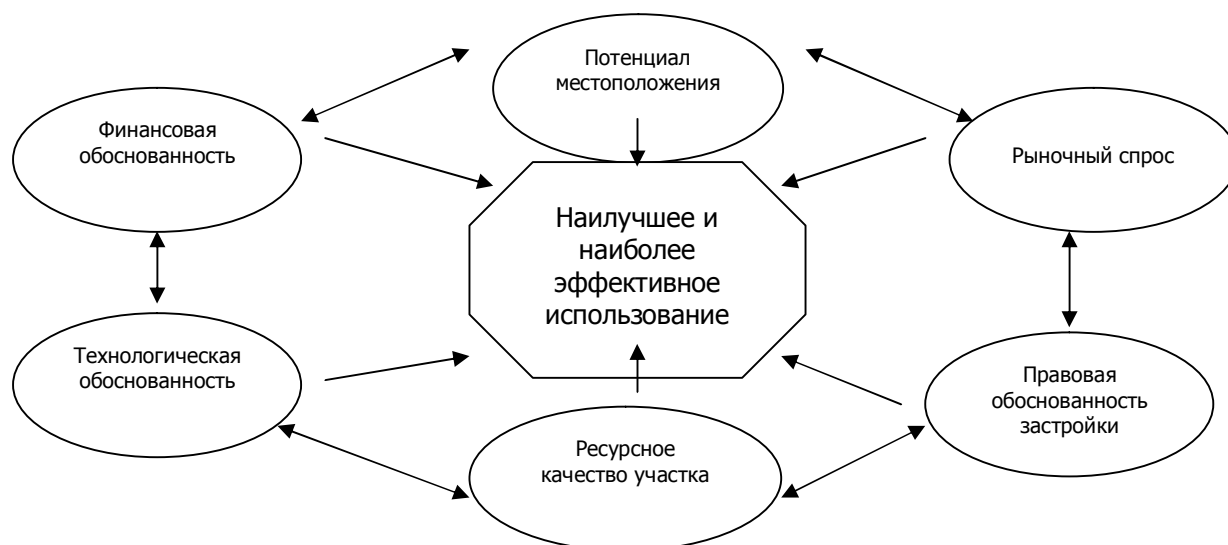 Потенциал
местоположения
Финансовая
обоснованность
Рыночный спрос
Наилучшее и
наиболее
эффективное
использование
Технологическая
обоснованность
Правовая
обоснованность
застройки
Ресурсное
качество участка